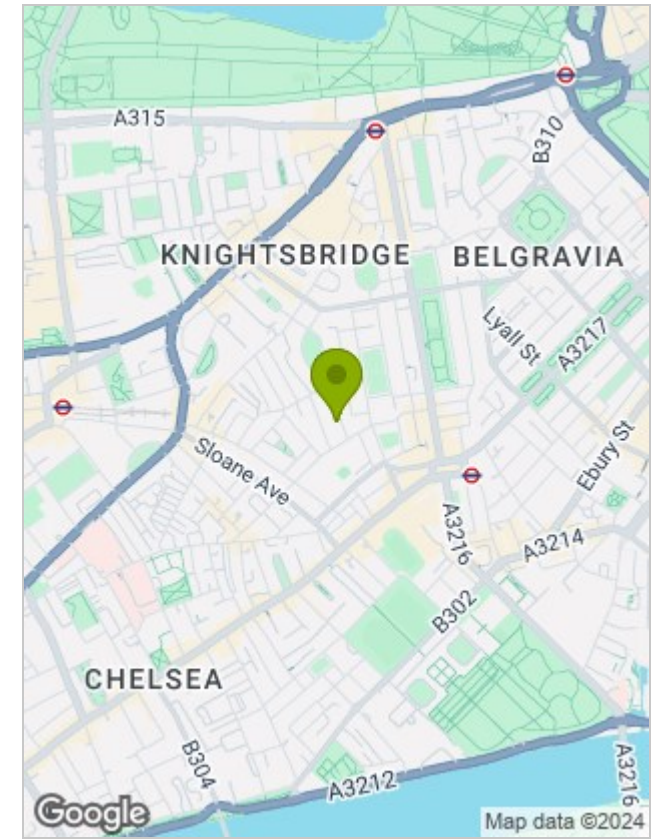 A315
B310
KNIGHTSBRIDGE
BELGRAVIA
Lyall St
A3217
Sloane Ave
Ebury St
A3216
A3214
B302
CHELSEA
B304
A3212
A3216
Google
Map data ©2024